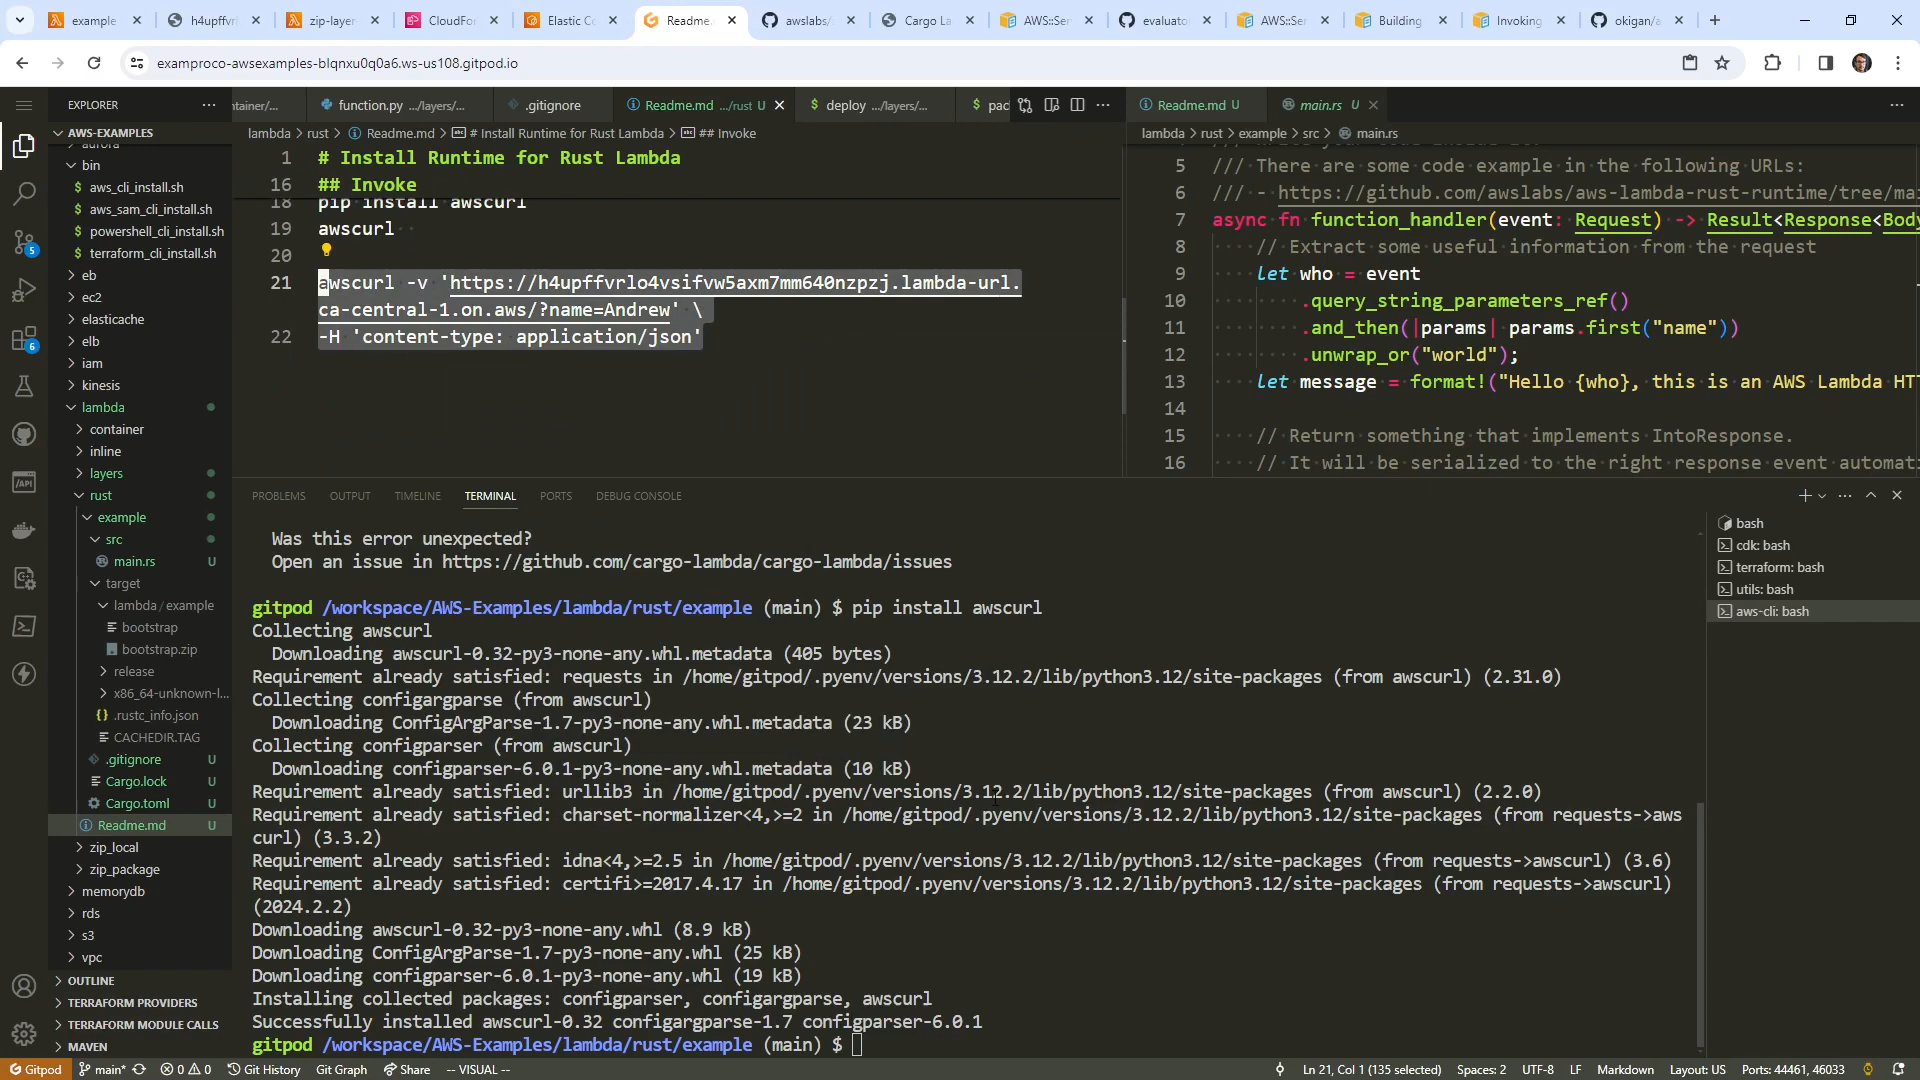 example
h4upffvrl
zip-layer
CloudFor
Elastic Co
Readme.
awslabs/a
Cargo La
AWS::Ser
evaluator
AWS::Ser
Building
Invoking
okigan/a
examproco-awsexamples-blqnxu0q0a6.ws-us108.gitpod.io
EXPLORER
ntainer/...
function.py .../layers/...
.gitignore
Readme.md .../rust U
$ deploy .../layers/...
$ pac
Readme.md U
main.rs U
AWS-EXAMPLES
aurora
bin
$ aws_cli_install.sh
$ aws_sam_cli_install.sh
$ powershell_cli_install.sh
$ terraform_cli_install.sh
eb
ec2
elasticache
elb
iam
kinesis
lambda
container
inline
layers
rust
example
src
main.rs U
target
lambda / example
bootstrap
bootstrap.zip
release
x86_64-unknown-l...
{} .rustc_info.json
CACHEDIR.TAG
.gitignore U
Cargo.lock U
Cargo.toml U
Readme.md U
zip_local
zip_package
memorydb
rds
s3
vpc
OUTLINE
TERRAFORM PROVIDERS
TERRAFORM MODULE CALLS
MAVEN
5
6
/API
lambda > rust > Readme.md > # Install Runtime for Rust Lambda > ## Invoke
1 # Install Runtime for Rust Lambda
16 ## Invoke
18 pip install awscurl
19 awscurl
20
21 awscurl -v 'https://h4upffvrlo4vsifvw5axm7mm640nzpzj.lambda-url.
ca-central-1.on.aws/?name=Andrew' \
22 -H 'content-type: application/json'
lambda > rust > example > src > main.rs
5 /// There are some code example in the following URLs:
6 /// - https://github.com/awslabs/aws-lambda-rust-runtime/tree/mai
7 async fn function_handler(event: Request) -> Result<Response<Body
8 // Extract some useful information from the request
9 let who = event
10 .query_string_parameters_ref()
11 .and_then(|params| params.first("name"))
12 .unwrap_or("world");
13 let message = format!("Hello {who}, this is an AWS Lambda HTT
14
15 // Return something that implements IntoResponse.
16 // It will be serialized to the right response event automati
PROBLEMS OUTPUT TIMELINE TERMINAL PORTS DEBUG CONSOLE
bash
cdk: bash
terraform: bash
utils: bash
aws-cli: bash
Was this error unexpected?
Open an issue in https://github.com/cargo-lambda/cargo-lambda/issues
gitpod /workspace/AWS-Examples/lambda/rust/example (main) $ pip install awscurl
Collecting awscurl
Downloading awscurl-0.32-py3-none-any.whl.metadata (405 bytes)
Requirement already satisfied: requests in /home/gitpod/.pyenv/versions/3.12.2/lib/python3.12/site-packages (from awscurl) (2.31.0)
Collecting configargparse (from awscurl)
Downloading ConfigArgParse-1.7-py3-none-any.whl.metadata (23 kB)
Collecting configparser (from awscurl)
Downloading configparser-6.0.1-py3-none-any.whl.metadata (10 kB)
Requirement already satisfied: urllib3 in /home/gitpod/.pyenv/versions/3.12.2/lib/python3.12/site-packages (from awscurl) (2.2.0)
Requirement already satisfied: charset-normalizer<4,>=2 in /home/gitpod/.pyenv/versions/3.12.2/lib/python3.12/site-packages (from requests->aws
curl) (3.3.2)
Requirement already satisfied: idna<4,>=2.5 in /home/gitpod/.pyenv/versions/3.12.2/lib/python3.12/site-packages (from requests->awscurl) (3.6)
Requirement already satisfied: certifi>=2017.4.17 in /home/gitpod/.pyenv/versions/3.12.2/lib/python3.12/site-packages (from requests->awscurl)
(2024.2.2)
Downloading awscurl-0.32-py3-none-any.whl (8.9 kB)
Downloading ConfigArgParse-1.7-py3-none-any.whl (25 kB)
Downloading configparser-6.0.1-py3-none-any.whl (19 kB)
Installing collected packages: configparser, configargparse, awscurl
Successfully installed awscurl-0.32 configargparse-1.7 configparser-6.0.1
gitpod /workspace/AWS-Examples/lambda/rust/example (main) $
Gitpod main* 0 0 Git History Git Graph Share -- VISUAL -- Ln 21, Col 1 (135 selected) Spaces: 2 UTF-8 LF Markdown Layout: US Ports: 44461, 46033